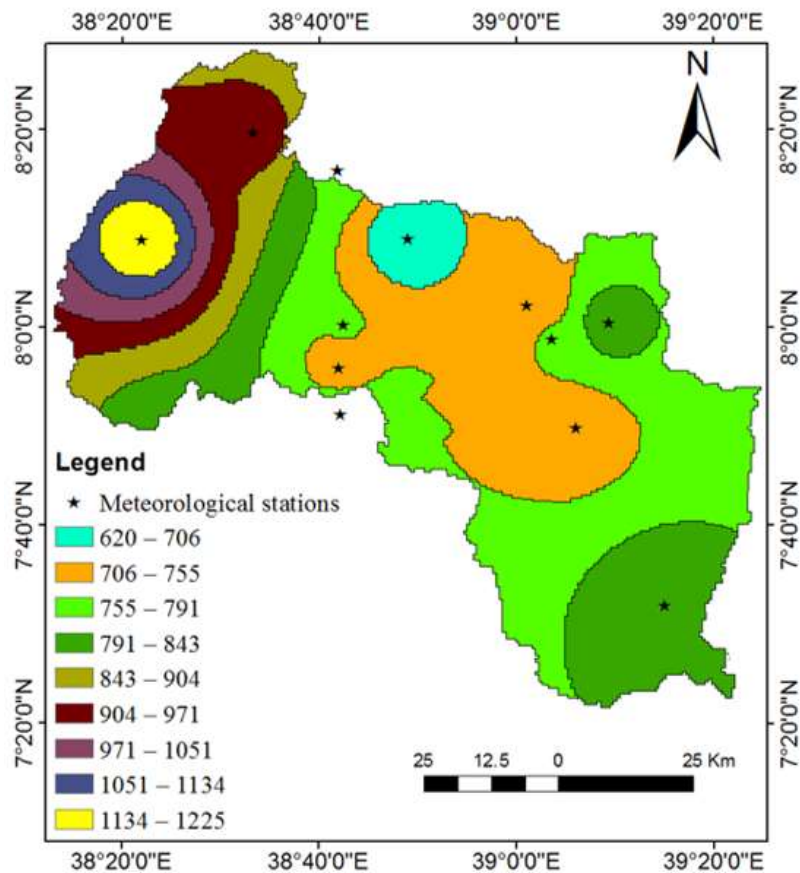 38°20'0"E 38°40'0"E 39°0'0"E 39°20'0"E
N
8°20'0"N 8°20'0"N
8°0'0"N 8°0'0"N
Legend
Meteorological stations
7°40'0"N 7°40'0"N
620 – 706
706 – 755
755 – 791
791 – 843
843 – 904
904 – 971
7°20'0"N 7°20'0"N
971 – 1051
1051 – 1134
1134 – 1225
25 12.5 0 25 Km
38°20'0"E 38°40'0"E 39°0'0"E 39°20'0"E